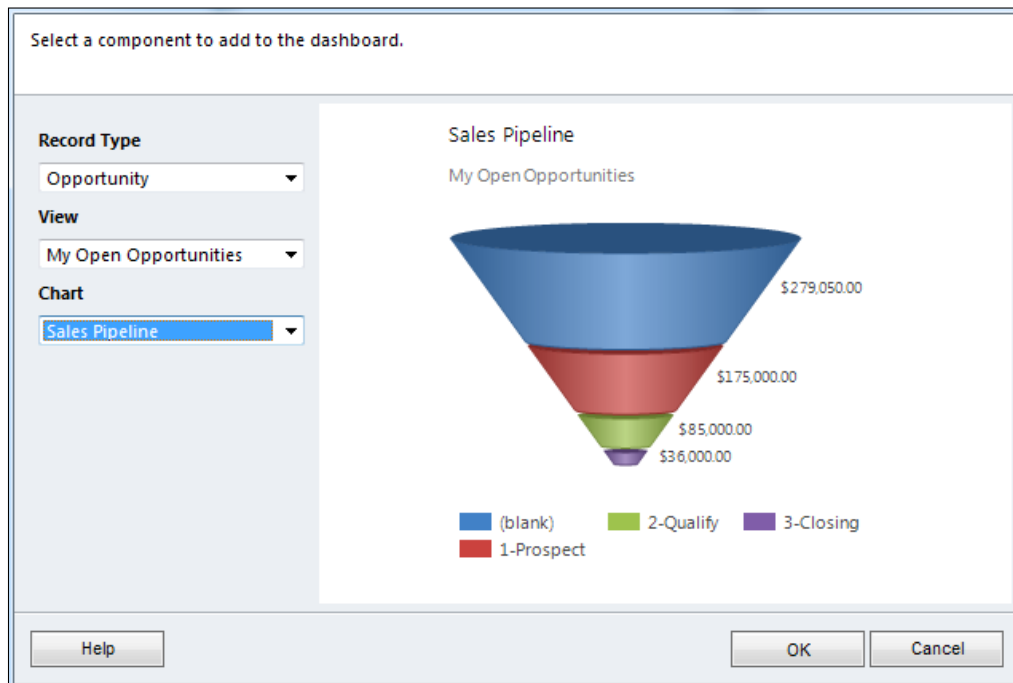 Select a component to add to the dashboard.
Record Type
Opportunity
View
My Open Opportunities
Chart
Sales Pipeline
Sales Pipeline
My Open Opportunities
$279,050.00
$175,000.00
$85,000.00
$36,000.00
(blank) 2-Qualify 3-Closing
1-Prospect
Help OK Cancel